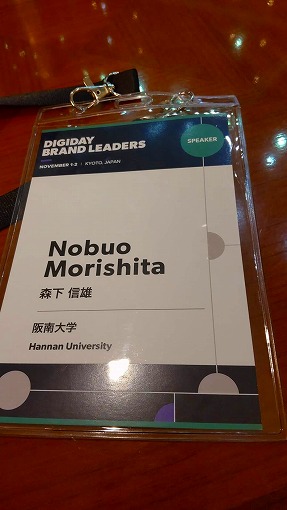 DIGIDAY
BRAND LEADERS
SPEAKER
NOVEMBER 1-2 | KYOTO, JAPAN
Nobuo
Morishita
森下 信雄
阪南大学
Hannan University